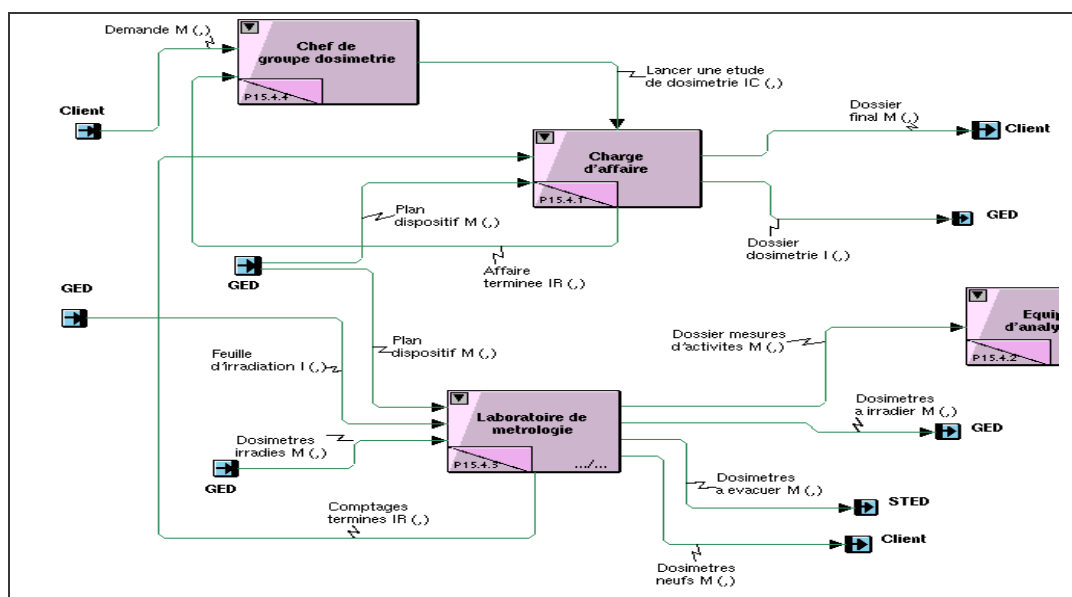 Demande M (,)
Chef de
groupe dosimetrie
P15.4.4
Lancer une etude
de dosimetrie IC (,)
Client
Dossier
final M (,)
Client
Charge
d'affaire
P15.4.1
Plan
dispositif M (,)
GED
Dossier
dosimetrie I (,)
Affaire
terminee IR (,)
GED
GED
Dossier mesures
d'activites M (,)
P15.4.2
Feuille
d'irradiation I (,)
Plan
dispositif M (,)
Laboratoire de
metrologie
P15.4.3
.../...
Dosimetres
a irradier M (,)
GED
Dosimetres
irradies M (,)
GED
Dosimetres
a evacuer M (,)
STED
Comptages
termines IR (,)
Client
Dosimetres
neufs M (,)